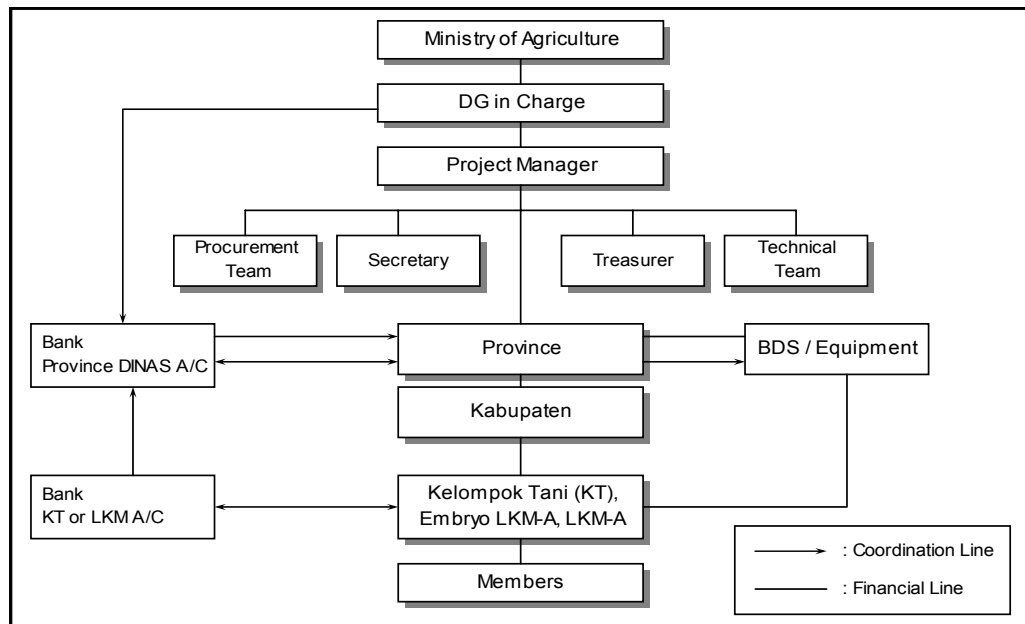 Ministry of Agriculture
DG in Charge
Project Manager
Procurement
Team
Secretary
Treasurer
Technical
Team
Bank
Province DINAS A/C
Province
BDS / Equipment
Kabupaten
Bank
KT or LKM A/C
Kelompok Tani (KT),
Embryo LKM-A, LKM-A
Members
: Coordination Line
: Financial Line